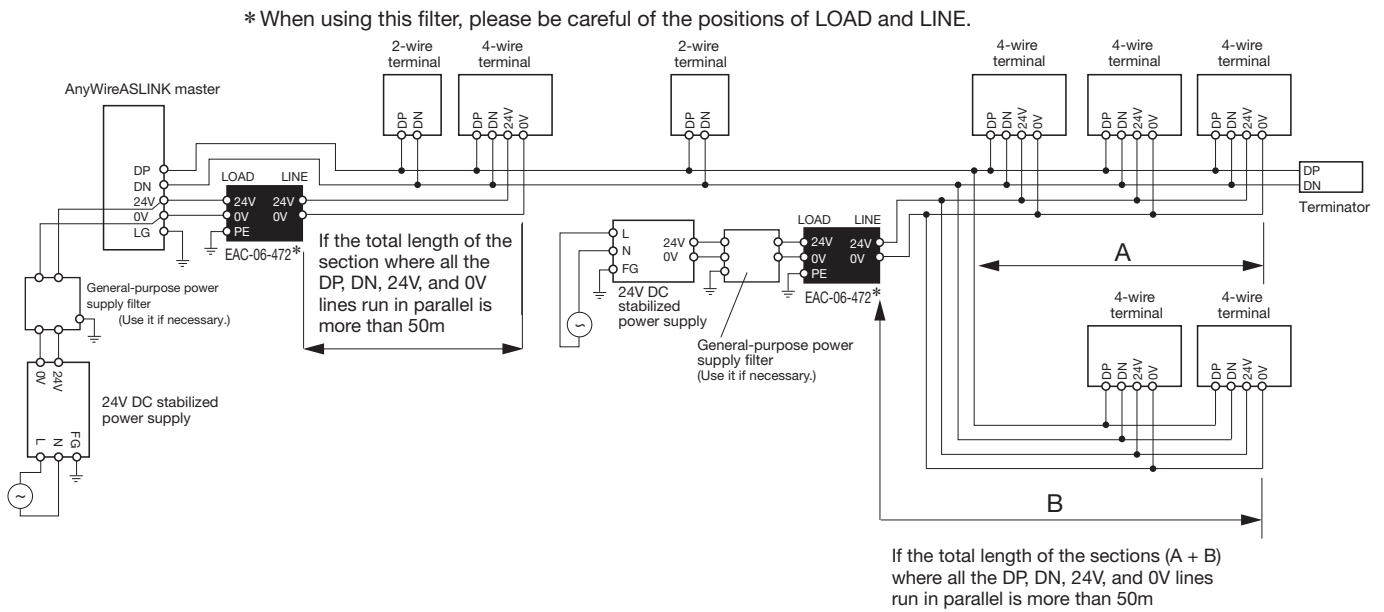 * When using this filter, please be careful of the positions of LOAD and LINE.
2-wire
terminal
4-wire
terminal
2-wire
terminal
4-wire
terminal
4-wire
terminal
4-wire
terminal
AnyWireASLINK master
DP
DN
DP
DN
24V
0V
DP
DN
DP
DN
24V
0V
DP
DN
24V
0V
DP
DN
24V
0V
DP
DN
24V
0V
LG
LOAD
LINE
24V
0V
PE
24V
0V
EAC-06-472*
DP
DN
Terminator
If the total length of the
section where all the
DP, DN, 24V, and 0V
lines run in parallel is
more than 50m
L
N
FG
24V
0V
24V DC
stabilized
power supply
LOAD
LINE
24V
0V
PE
24V
0V
EAC-06-472*
A
General-purpose power
supply filter
(Use it if necessary.)
General-purpose power
supply filter
(Use it if necessary.)
0V
24V
L
N
FG
~
24V DC stabilized
power supply
~
4-wire
terminal
4-wire
terminal
DP
DN
24V
0V
DP
DN
24V
0V
B
If the total length of the sections (A + B)
where all the DP, DN, 24V, and 0V lines
run in parallel is more than 50m